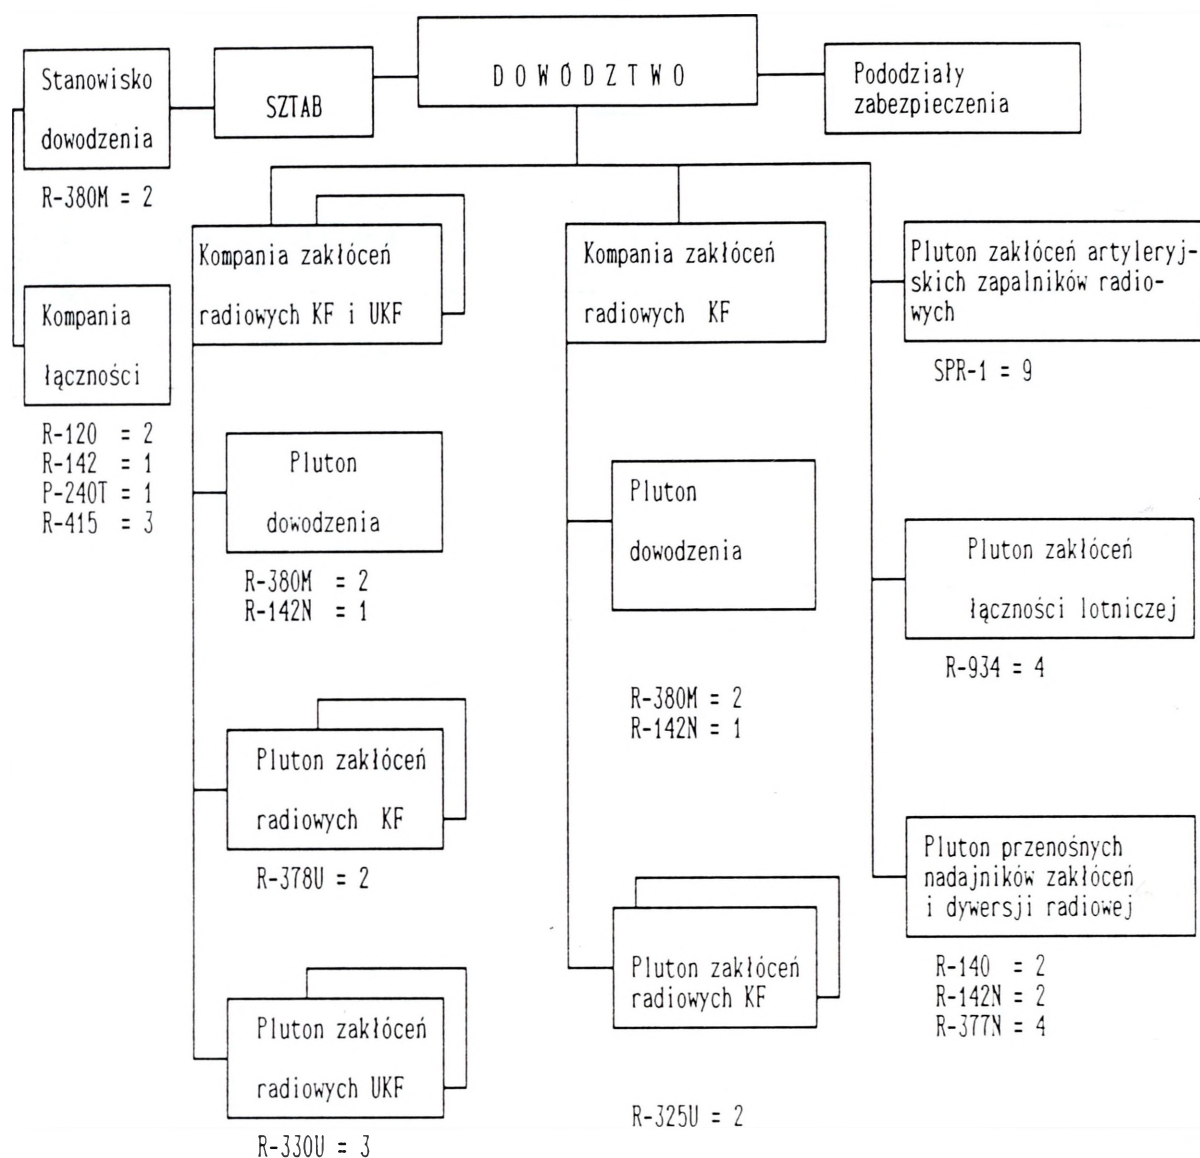 D O W Ó D Z T W O
SZTAB
Stanowisko
dowodzenia
R-380M = 2
Pododziały
zabezpieczenia
Kompania
łączności
R-120 = 2
R-142 = 1
P-240T = 1
R-415 = 3
Kompania zakłóceń
radiowych KF i UKF
Pluton
dowodzenia
R-380M = 2
R-142N = 1
Pluton zakłóceń
radiowych KF
R-378U = 2
Pluton zakłóceń
radiowych UKF
R-330U = 3
Kompania zakłóceń
radiowych KF
Pluton
dowodzenia
R-380M = 2
R-142N = 1
Pluton zakłóceń
radiowych KF
R-325U = 2
Pluton zakłóceń artyleryj-
skich zapalników radio-
wych
SPR-1 = 9
Pluton zakłóceń
łączności lotniczej
R-934 = 4
Pluton przenośnych
nadajników zakłóceń
i dywersji radiowej
R-140 = 2
R-142N = 2
R-377N = 4